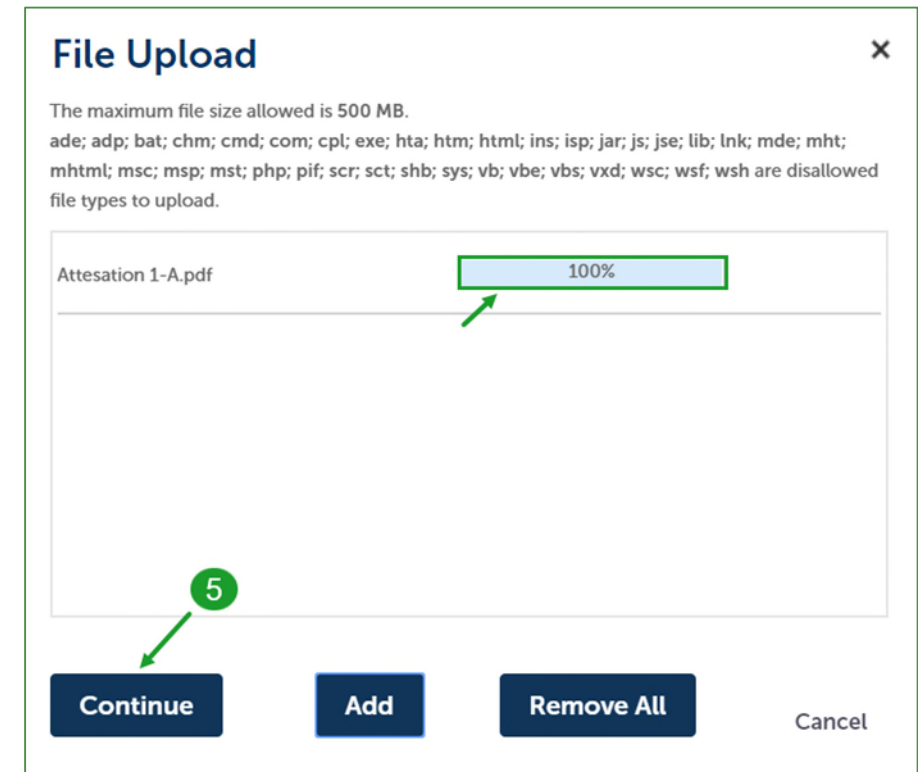 File Upload
×
The maximum file size allowed is 500 MB.
ade; adp; bat; chm; cmd; com; cpl; exe; hta; htm; html; ins; isp; jar; js; jse; lib; lnk; mde; mht;
mhtml; msc; msp; mst; php; pif; scr; sct; shb; sys; vb; vbe; vbs; vxd; wsc; wsf; wsh are disallowed
file types to upload.
Attesation 1-A.pdf 100%
5
Continue Add Remove All Cancel